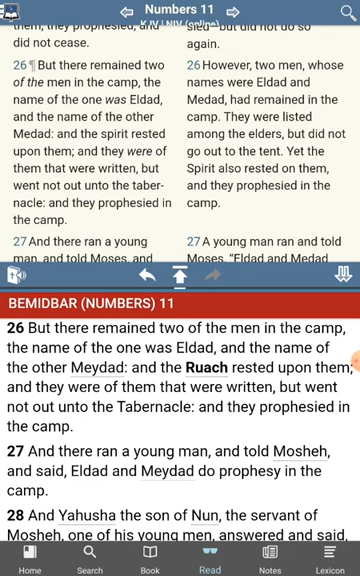 Numbers 11
KJV | NIV (online)
them, they prophesied, and
did not cease.
26 ¶ But there remained two
of the men in the camp, the
name of the one was Eldad,
and the name of the other
Medad: and the spirit rested
upon them; and they were of
them that were written, but
went not out unto the taber-
nacle: and they prophesied in
the camp.
27 And there ran a young
man, and told Moses, and
sied—but did not do so
again.
26 However, two men, whose
names were Eldad and
Medad, had remained in the
camp. They were listed
among the elders, but did not
go out to the tent. Yet the
Spirit also rested on them,
and they prophesied in the
camp.
27 A young man ran and told
Moses, “Eldad and Medad
BEMIDBAR (NUMBERS) 11
26 But there remained two of the men in the camp,
the name of the one was Eldad, and the name of
the other Meydad: and the Ruach rested upon them;
and they were of them that were written, but went
not out unto the Tabernacle: and they prophesied in
the camp.
27 And there ran a young man, and told Mosheh,
and said, Eldad and Meydad do prophesy in the
camp.
28 And Yahusha the son of Nun, the servant of
Mosheh, one of his young men, answered and said,
Home Search Book Read Notes Lexicon